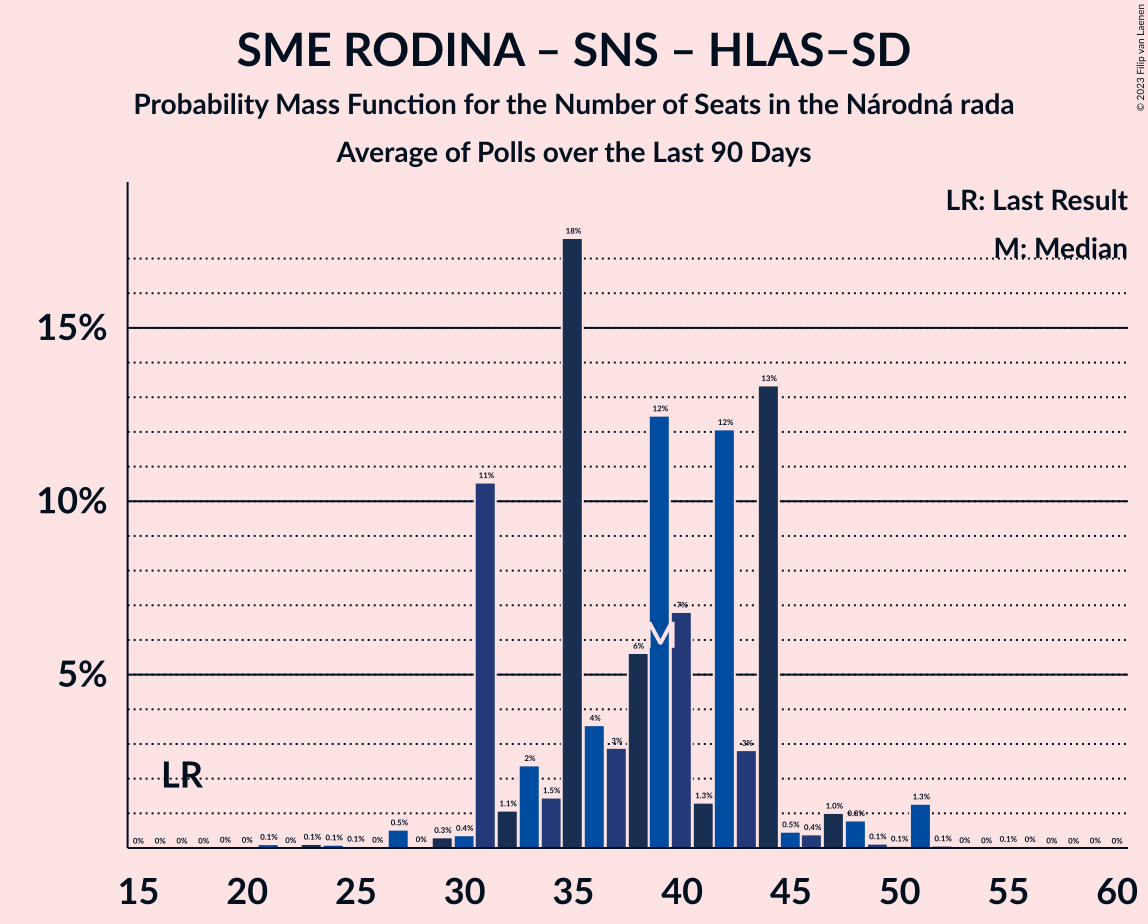 SME RODINA – SNS – HLAS–SD
Probability Mass Function for the Number of Seats in the Národná rada
Average of Polls over the Last 90 Days
© 2023 Filip van Laenen
LR: Last Result
M: Median
15%
10%
5%
LR
M
0% 0% 0% 0% 0% 0% 0.1% 0% 0.1% 0.1% 0.1% 0% 0.5% 0% 0.3% 0.4% 11% 1.1% 2% 1.5% 18% 4% 3% 6% 12% 7% 1.3% 12% 3% 13% 0.5% 0.4% 1.0% 0.8% 0.1% 0.1% 1.3% 0.1% 0% 0% 0.1% 0% 0% 0% 0% 0%
15 20 25 30 35 40 45 50 55 60